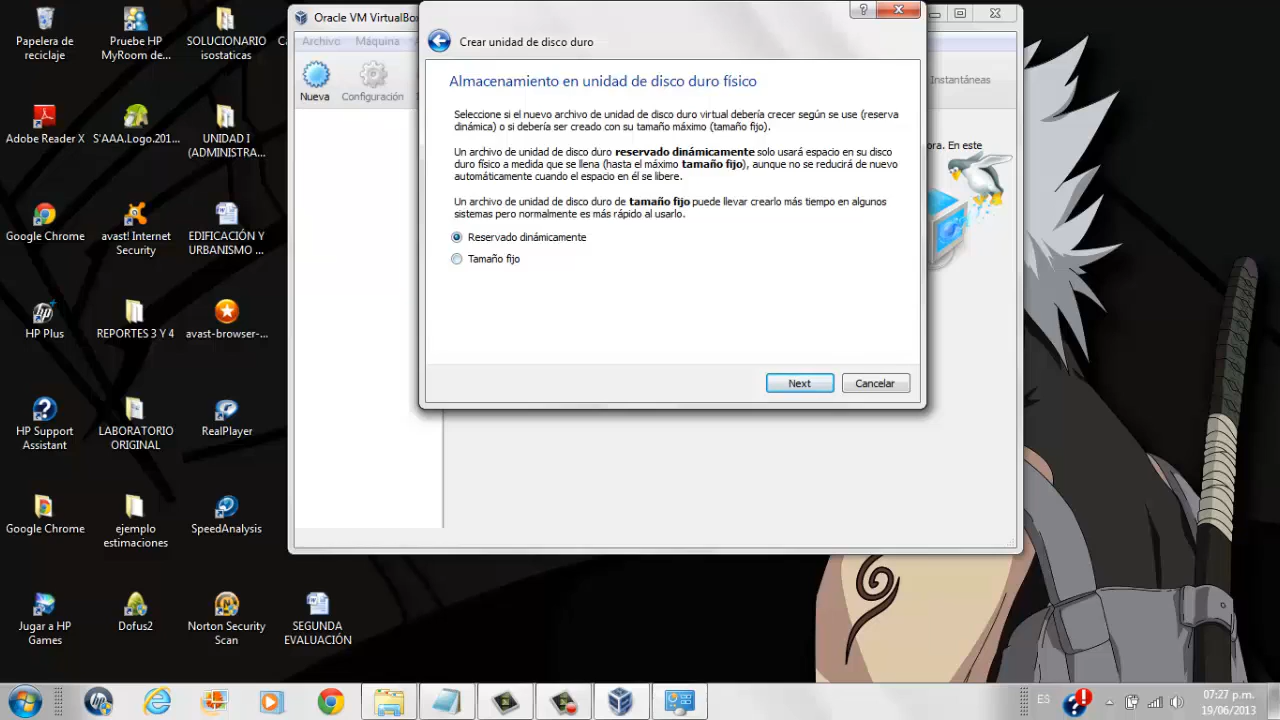 Papelera de
reciclaje
Pruebe HP
MyRoom de...
SOLUCIONARIO
isostaticas
Adobe Reader X
S'AAA.Logo.201...
UNIDAD I
(ADMINISTRA...
Google Chrome
avast! Internet
Security
EDIFICACIÓN Y
URBANISMO ...
HP Plus
REPORTES 3 Y 4
avast-browser-...
HP Support
Assistant
LABORATORIO
ORIGINAL
RealPlayer
Google Chrome
ejemplo
estimaciones
SpeedAnalysis
Jugar a HP
Games
Dofus2
Norton Security
Scan
SEGUNDA
EVALUACIÓN
Oracle VM VirtualBox
Archivo Máquina
Nueva
Configuración
Instantáneas
ora. En este
Crear unidad de disco duro
Almacenamiento en unidad de disco duro físico
Seleccione si el nuevo archivo de unidad de disco duro virtual debería crecer según se use (reserva
dinámica) o si debería ser creado con su tamaño máximo (tamaño fijo).
Un archivo de unidad de disco duro reservado dinámicamente solo usará espacio en su disco
duro físico a medida que se llena (hasta el máximo tamaño fijo), aunque no se reducirá de nuevo
automáticamente cuando el espacio en él se libere.
Un archivo de unidad de disco duro de tamaño fijo puede llevar crearlo más tiempo en algunos
sistemas pero normalmente es más rápido al usarlo.
Reservado dinámicamente
Tamaño fijo
Next
Cancelar
ES
07:27 p.m.
19/06/2013